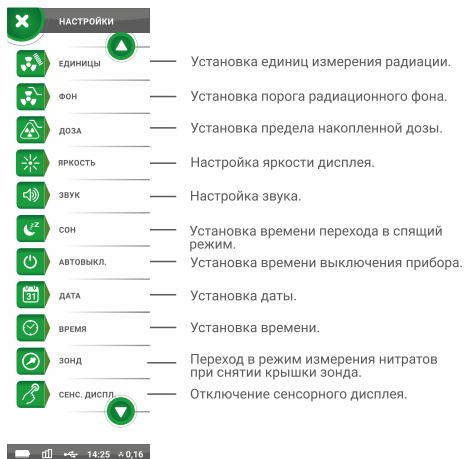 НАСТРОЙКИ
ЕДИНИЦЫ — Установка единиц измерения радиации.
ФОН — Установка порога радиационного фона.
ДОЗА — Установка предела накопленной дозы.
ЯРКОСТЬ — Настройка яркости дисплея.
ЗВУК — Настройка звука.
zZ
СОН — Установка времени перехода в спящий
режим.
АВТОВЫКЛ. — Установка времени выключения прибора.
31
ДАТА — Установка даты.
ВРЕМЯ — Установка времени.
ЗОНД — Переход в режим измерения нитратов
при снятии крышки зонда.
СЕНС. ДИСПЛ — Отключение сенсорного дисплея.
14:25 0,16